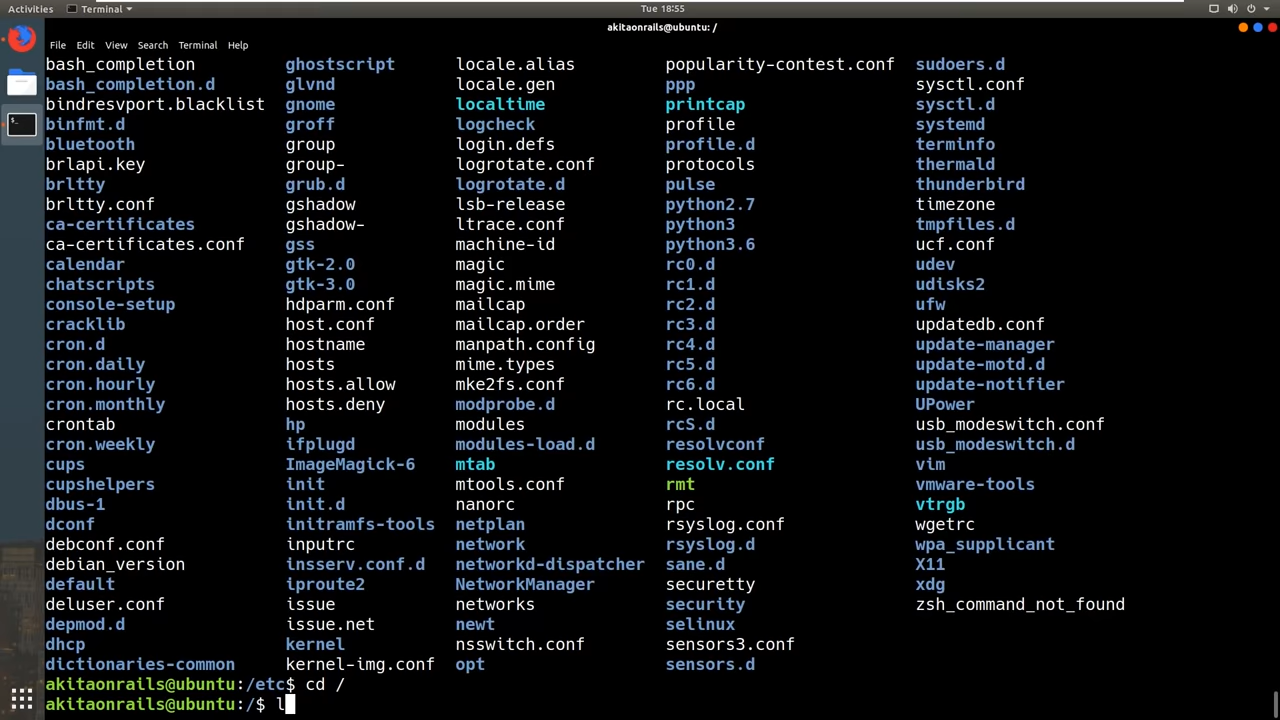 Activities Terminal Tue 18:55
akitaonrails@ubuntu: /
File Edit View Search Terminal Help
bash_completion ghostscript locale.alias popularity-contest.conf sudoers.d
bash_completion.d glvnd locale.gen ppp sysctl.conf
bindresvport.blacklist gnome localtime printcap sysctl.d
binfmt.d groff logcheck profile systemd
bluetooth group login.defs profile.d terminfo
brlapi.key group- logrotate.conf protocols thermald
brltty grub.d logrotate.d pulse thunderbird
brltty.conf gshadow lsb-release python2.7 timezone
ca-certificates gshadow- ltrace.conf python3 tmpfiles.d
ca-certificates.conf gss machine-id python3.6 ucf.conf
calendar gtk-2.0 magic rc0.d udev
chatscripts gtk-3.0 magic.mime rc1.d udisks2
console-setup hdparm.conf mailcap rc2.d ufw
cracklib host.conf mailcap.order rc3.d updatedb.conf
cron.d hostname manpath.config rc4.d update-manager
cron.daily hosts mime.types rc5.d update-motd.d
cron.hourly hosts.allow mke2fs.conf rc6.d update-notifier
cron.monthly hosts.deny modprobe.d rc.local UPower
crontab hp modules rcS.d usb_modeswitch.conf
cron.weekly ifplugd modules-load.d resolvconf usb_modeswitch.d
cups ImageMagick-6 mtab resolv.conf vim
cupshelpers init mtools.conf rmt vmware-tools
dbus-1 init.d nanorc rpc vtrgb
dconf initramfs-tools netplan rsyslog.conf wgetrc
debconf.conf inputrc network rsyslog.d wpa_supplicant
debian_version insserv.conf.d networkd-dispatcher sane.d X11
default iproute2 NetworkManager securetty xdg
deluser.conf issue networks security zsh_command_not_found
depmod.d issue.net newt selinux
dhcp kernel nsswitch.conf sensors3.conf
dictionaries-common kernel-img.conf opt sensors.d
akitaonrails@ubuntu:/etc$ cd /
akitaonrails@ubuntu:/$ l